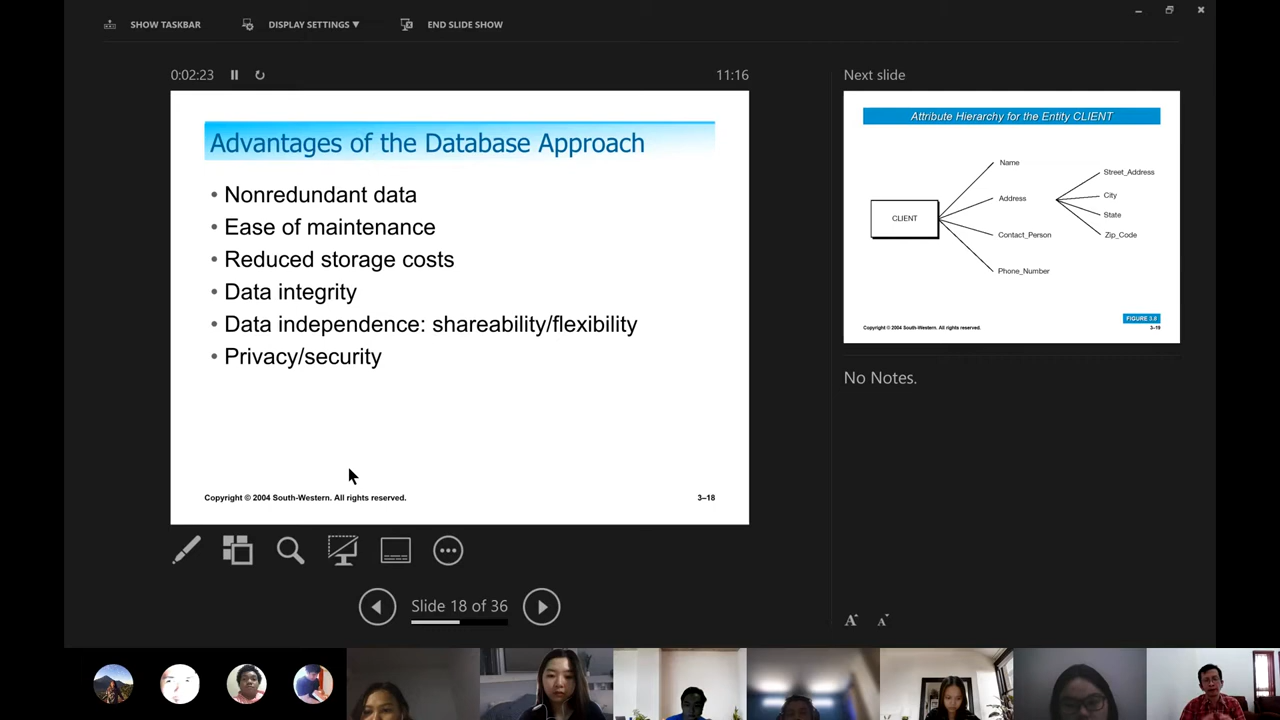 SHOW TASKBAR
DISPLAY SETTINGS ▼
END SLIDE SHOW
0:02:23
11:16
Advantages of the Database Approach
• Nonredundant data
• Ease of maintenance
• Reduced storage costs
• Data integrity
• Data independence: shareability/flexibility
• Privacy/security
Copyright © 2004 South-Western. All rights reserved.
3–18
Slide 18 of 36
Next slide
Attribute Hierarchy for the Entity CLIENT
Name
Street_Address
City
Address
State
CLIENT
Contact_Person
Zip_Code
Phone_Number
FIGURE 3.8
Copyright © 2004 South-Western. All rights reserved.
3–19
No Notes.
A
A